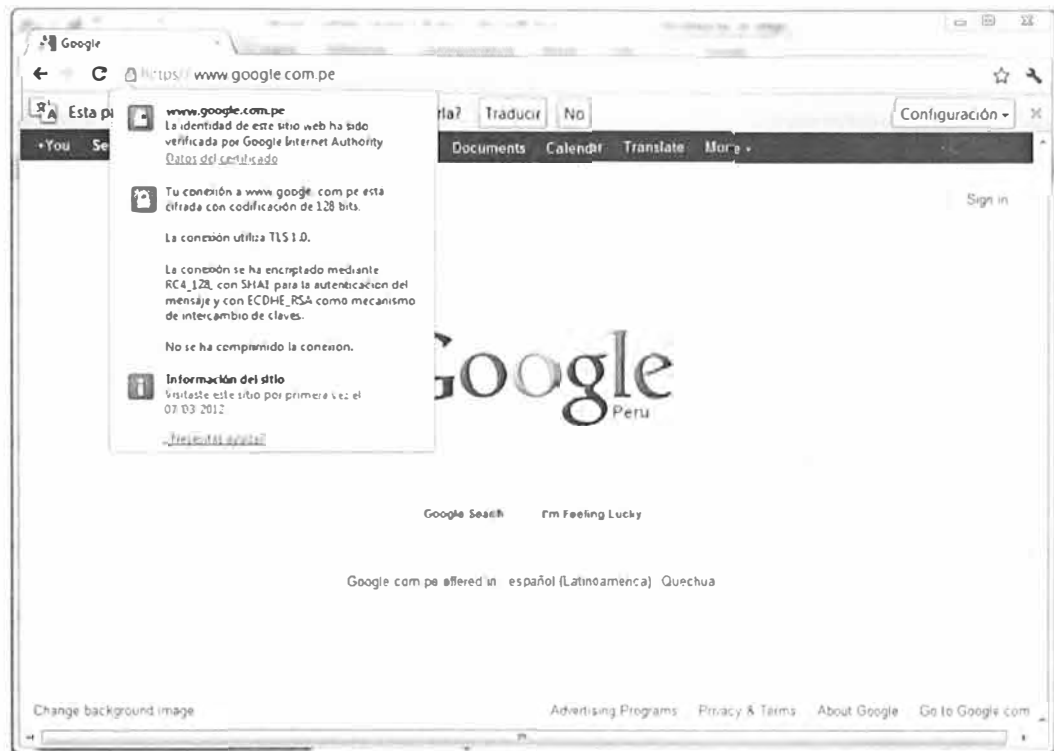 Google
https:// www.google.com.pe
Esta pá
rla? Traducir No
Configuración
+You Se
Documents Calendar Translate More
www.google.com.pe
La identidad de este sitio web ha sido
verificada por Google Internet Authority
Datos del certificado
Tu conexión a www.google.com.pe está
cifrada con codificación de 128 bits.
La conexión utiliza TLS 1.0.
La conexión se ha encriptado mediante
RC4_128, con SHA1 para la autenticación del
mensaje y con ECDHE_RSA como mecanismo
de intercambio de claves.
No se ha comprimido la conexión.
Información del sitio
Visitaste este sitio por primera vez el
07/03/2012
Sign in
Google
Peru
Google Search I'm Feeling Lucky
Google.com.pe offered in español (Latinoamérica) Quechua
Change background image
Advertising Programs Privacy & Terms About Google Go to Google.com